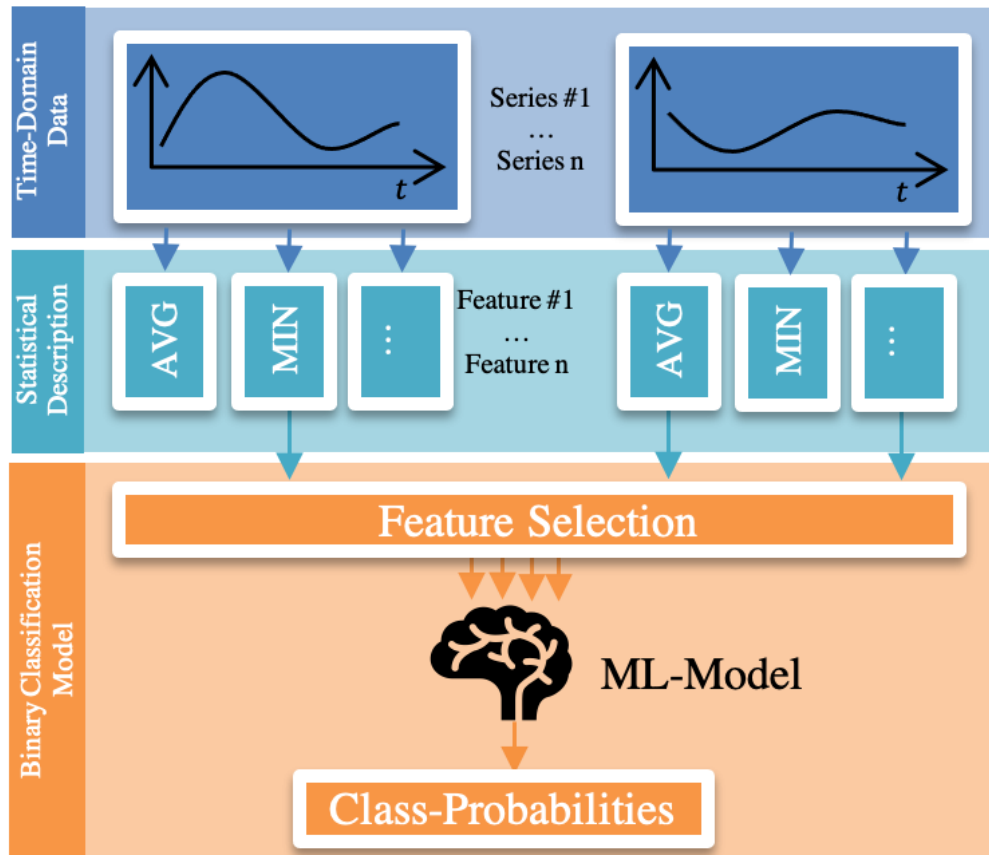 Time-Domain
Data
t
Series #1
...
Series n
t
Statistical
Description
AVG
MIN
...
Feature #1
...
Feature n
AVG
MIN
...
Binary Classification
Model
Feature Selection
ML-Model
Class-Probabilities